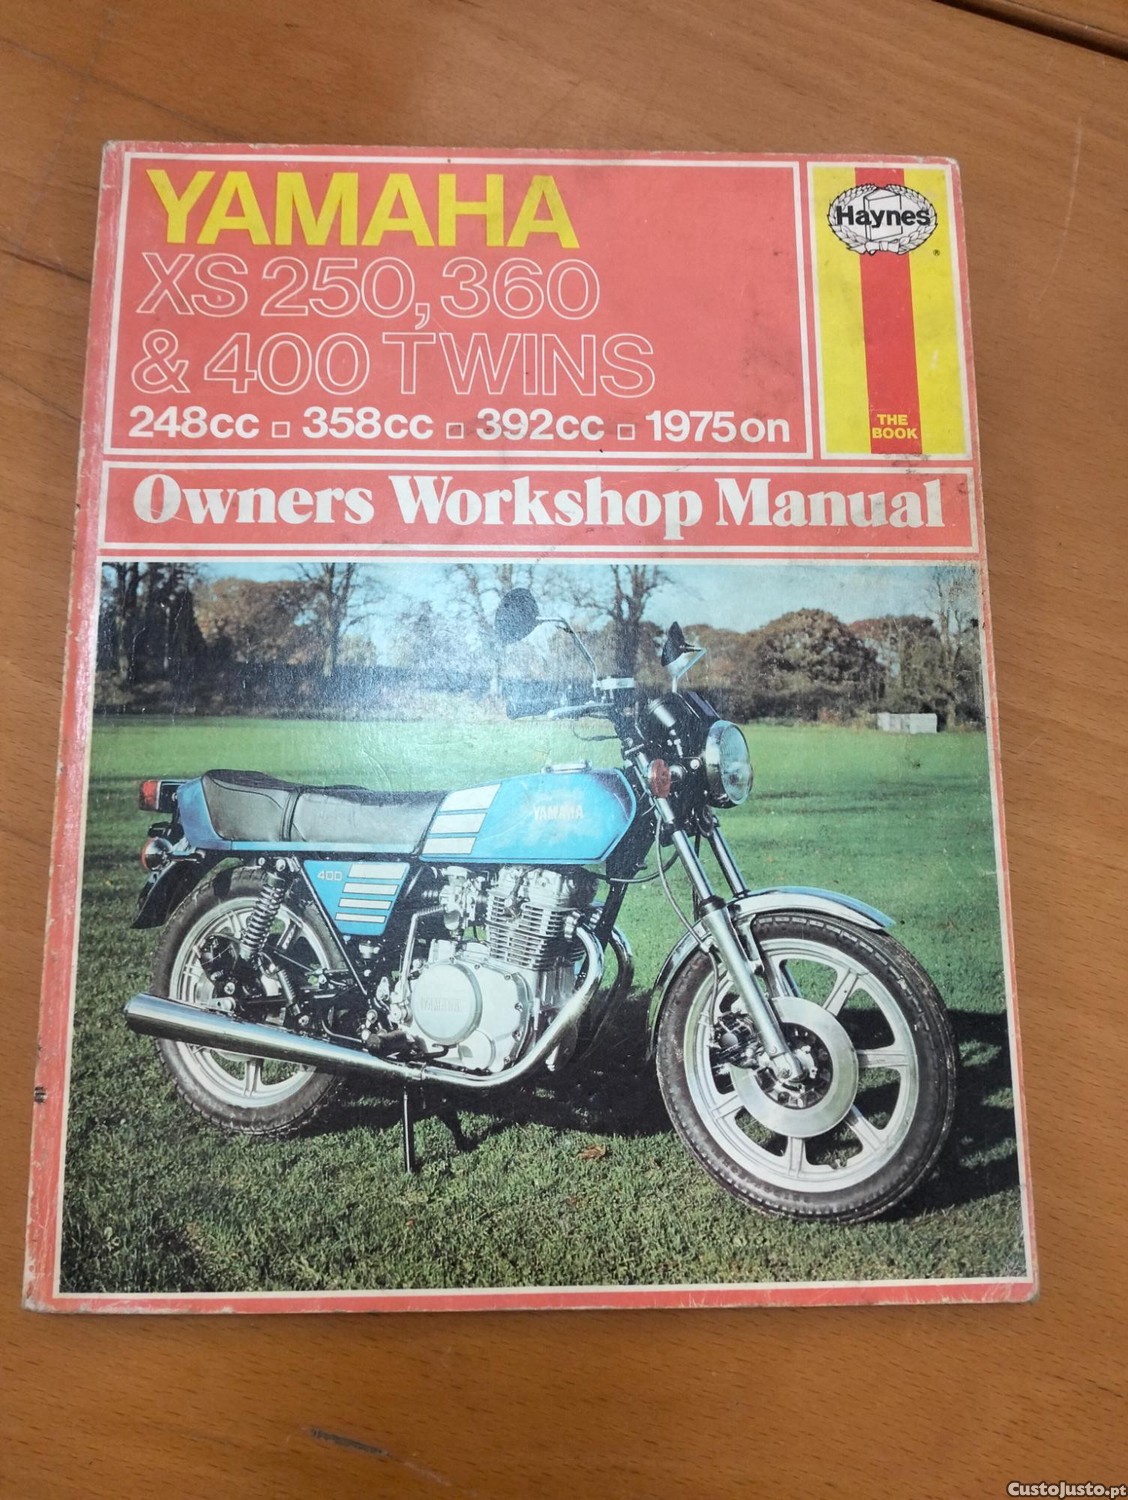 YAMAHA
XS 250, 360
& 400 TWINS
248cc ▫ 358cc ▫ 392cc ▫ 1975 on
Haynes
®
THE
BOOK
Owners Workshop Manual
YAMAHA
400
YAMAHA
CustoJusto.pt